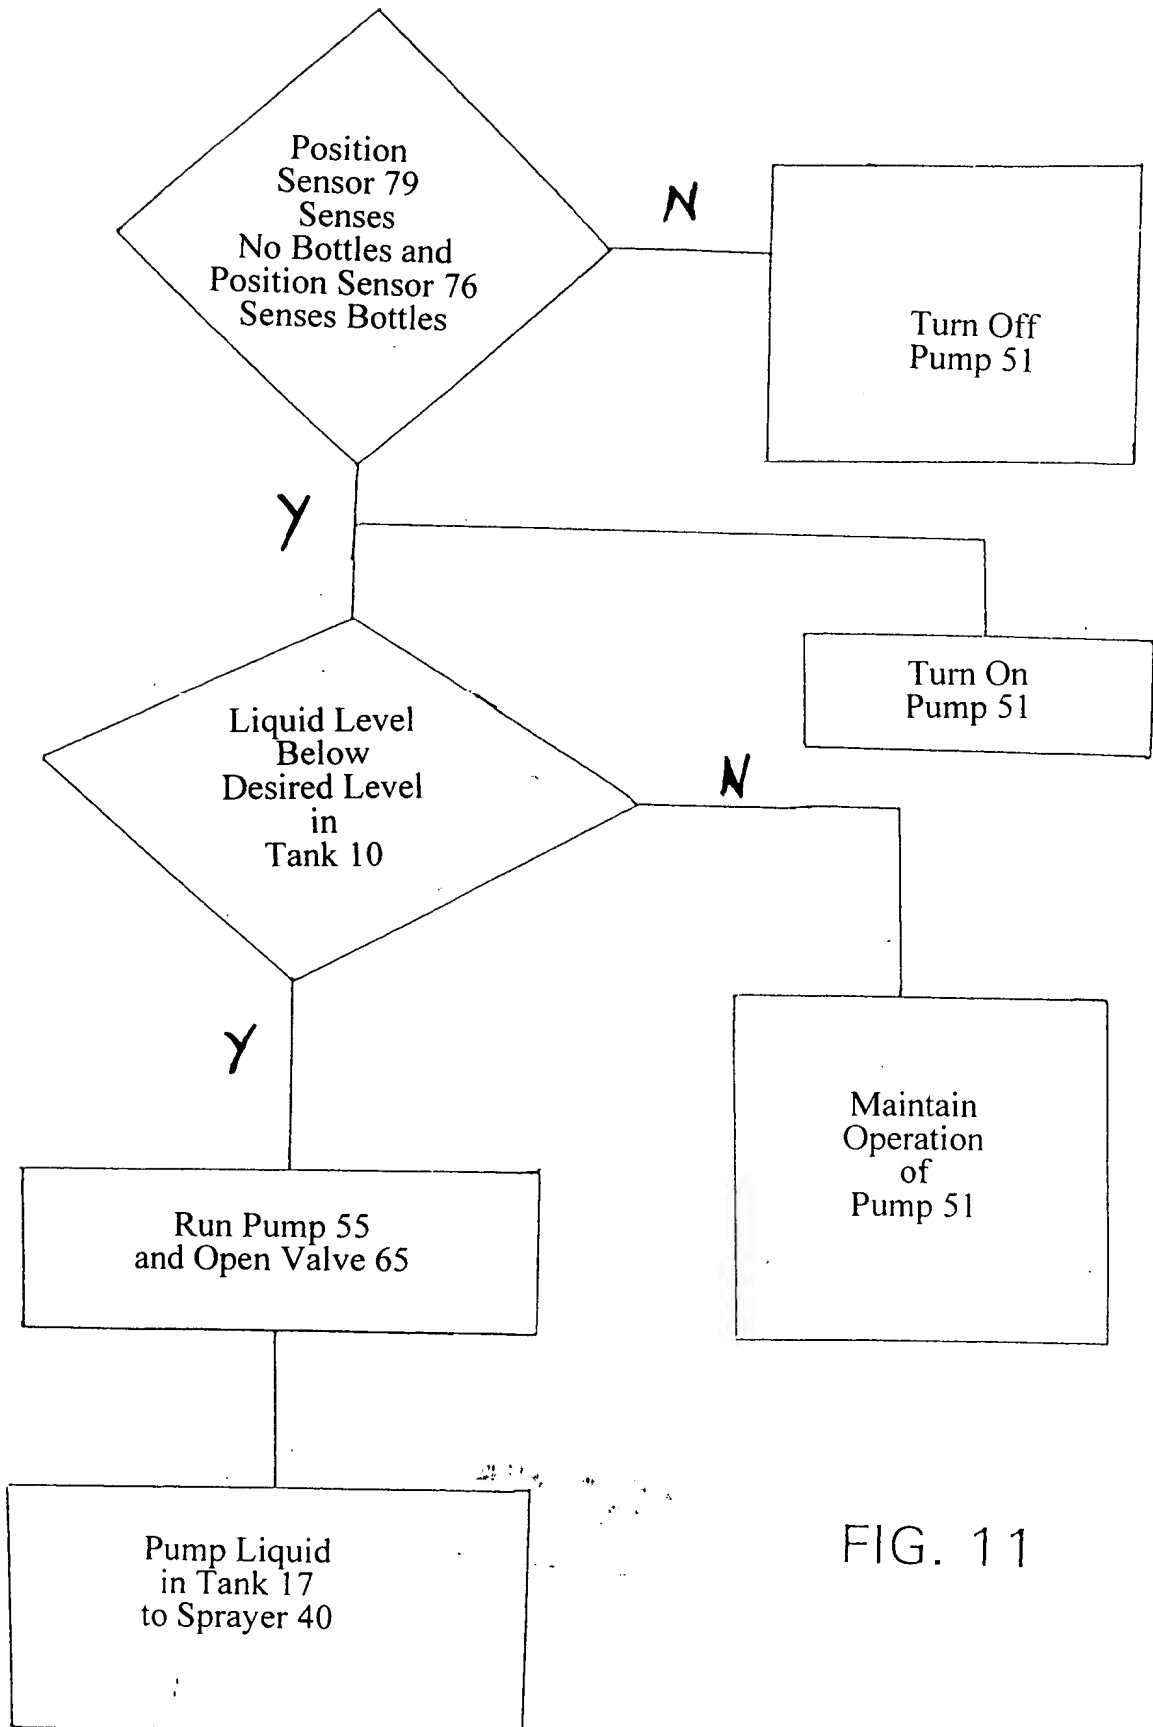 Position
Sensor 79
Senses
No Bottles and
Position Sensor 76
Senses Bottles
N
Turn Off
Pump 51
Y
Turn On
Pump 51
Liquid Level
Below
Desired Level
in
Tank 10
N
Y
Maintain
Operation
of
Pump 51
Run Pump 55
and Open Valve 65
Pump Liquid
in Tank 17
to Sprayer 40
FIG. 11